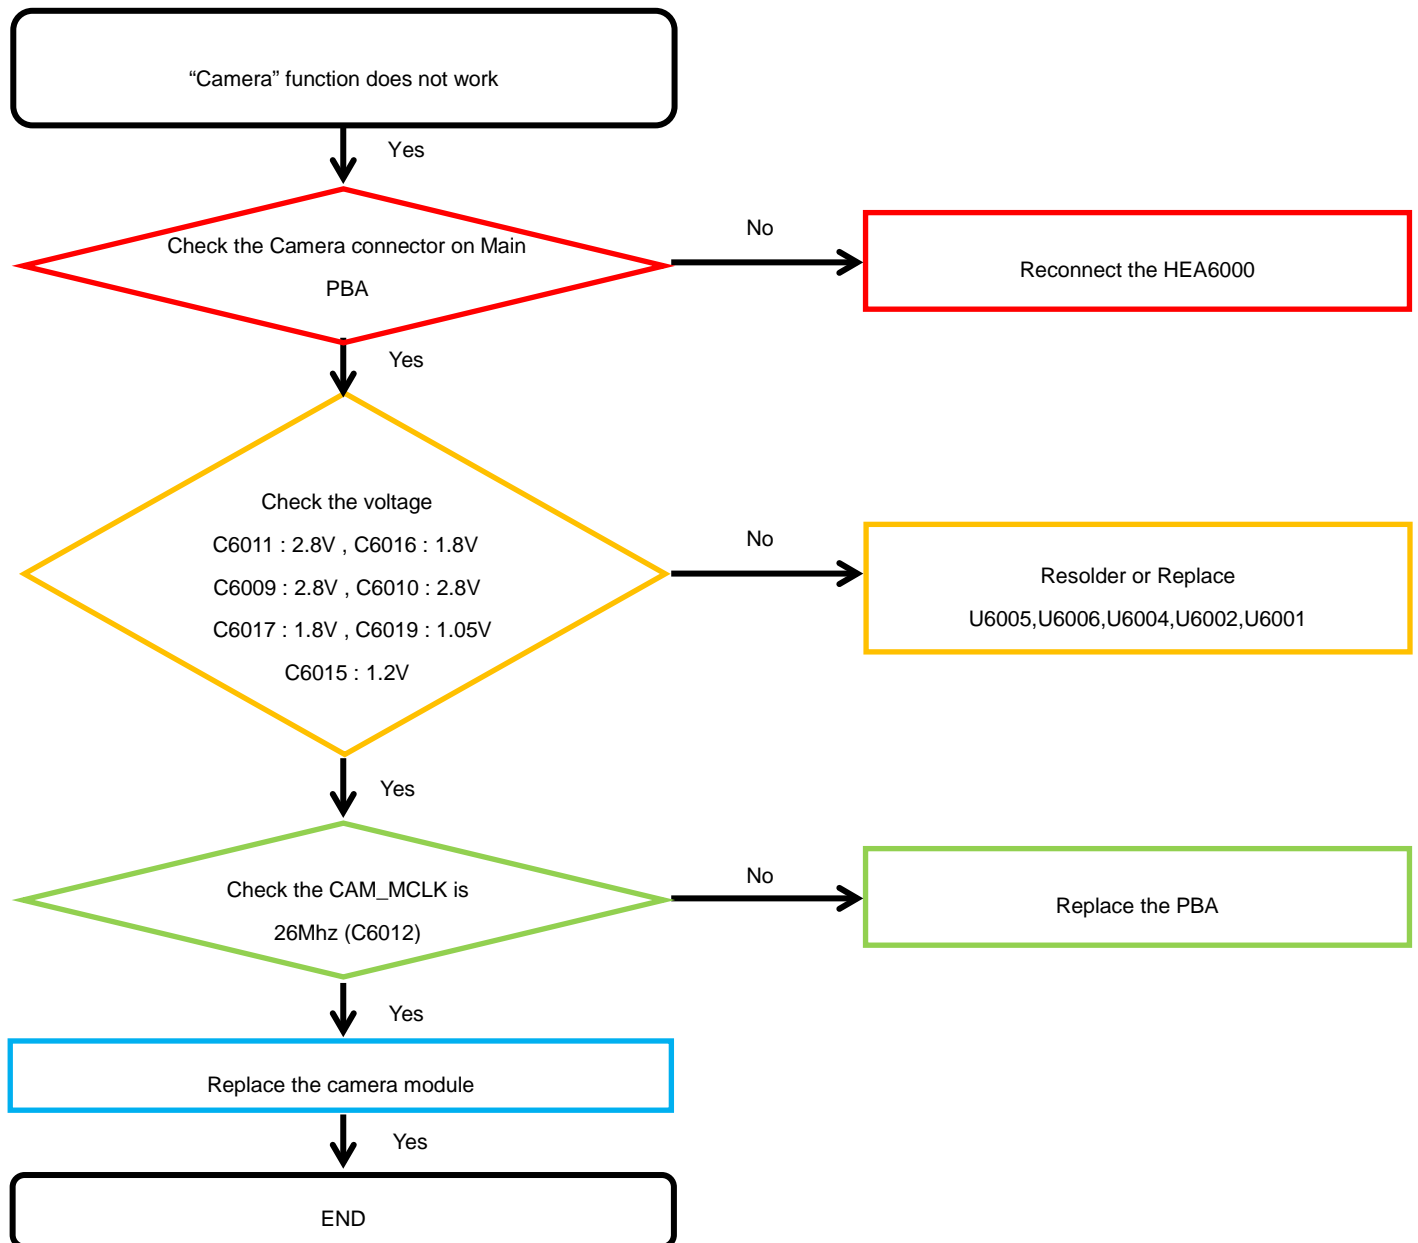 “Camera” function does not work
Yes
Check the Camera connector on Main
PBA
No
Reconnect the HEA6000
Yes
Check the voltage
C6011 : 2.8V , C6016 : 1.8V
C6009 : 2.8V , C6010 : 2.8V
C6017 : 1.8V , C6019 : 1.05V
C6015 : 1.2V
No
Resolder or Replace
U6005,U6006,U6004,U6002,U6001
Yes
Check the CAM_MCLK is
26Mhz (C6012)
No
Replace the PBA
Yes
Replace the camera module
Yes
END